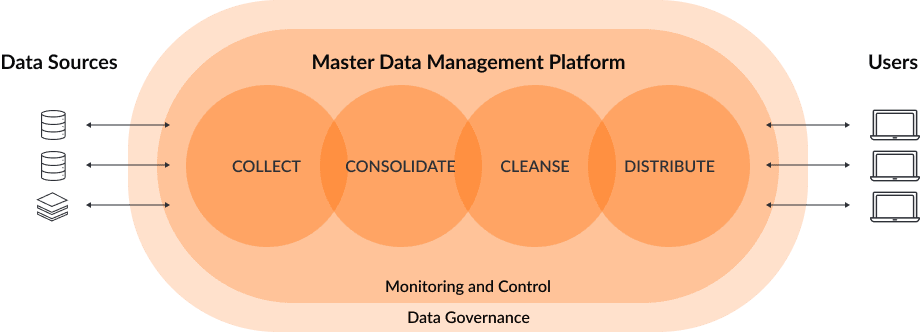 Data Sources
Master Data Management Platform
Users
COLLECT
CONSOLIDATE
CLEANSE
DISTRIBUTE
Monitoring and Control
Data Governance